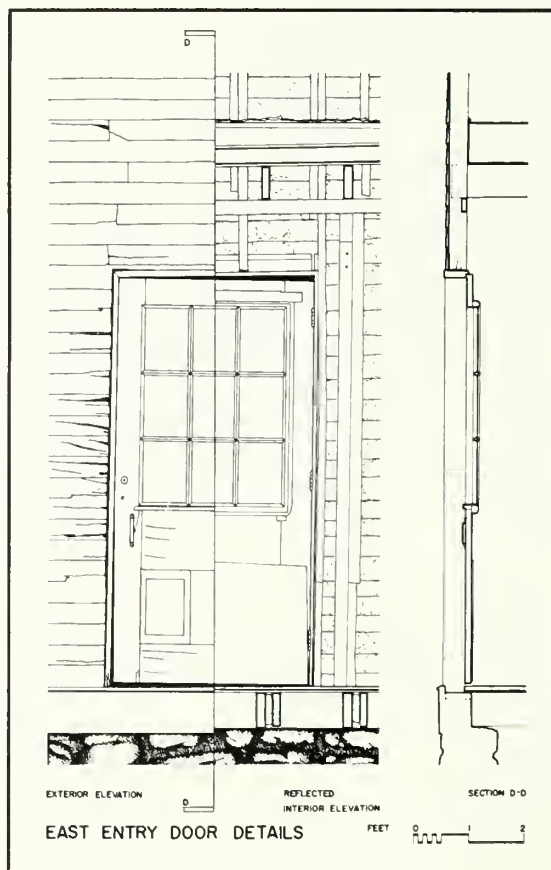 D
EXTERIOR ELEVATION
REFLECTED
INTERIOR ELEVATION
SECTION D-D
D
EAST ENTRY DOOR DETAILS
FEET
0 1 2